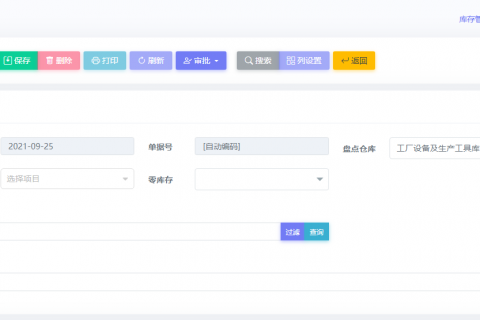 库存管
保存 删除 打印 刷新 审批 搜索 列设置 返回
2021-09-25 单据号 [自动编码] 盘点仓库 工厂设备及生产工具库
选择项目 零库存
过滤 查询